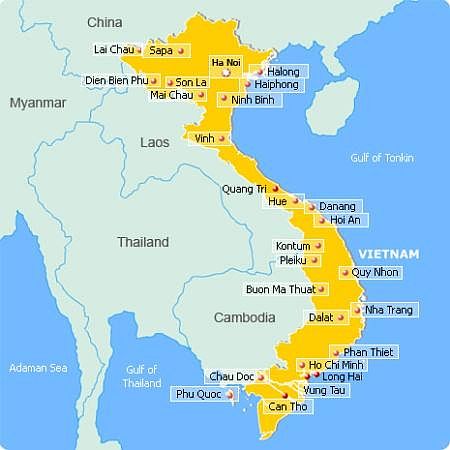 China
Lai Chau
Sapa
Ha Noi
Halong
Dien Bien Phu
Son La
Haiphong
Mai Chau
Ninh Binh
Myanmar
Laos
Vinh
Gulf of Tonkin
Quang Tri
Hue
Danang
Hoi An
Thailand
Kontum
VIETNAM
Pleiku
Quy Nhon
Buon Ma Thuat
Cambodia
Dalat
Nha Trang
Phan Thiet
Adaman Sea
Gulf of
Thailand
Ho Chi Minh
Chau Doc
Long Hai
Phu Quoc
Vung Tau
Can Tho